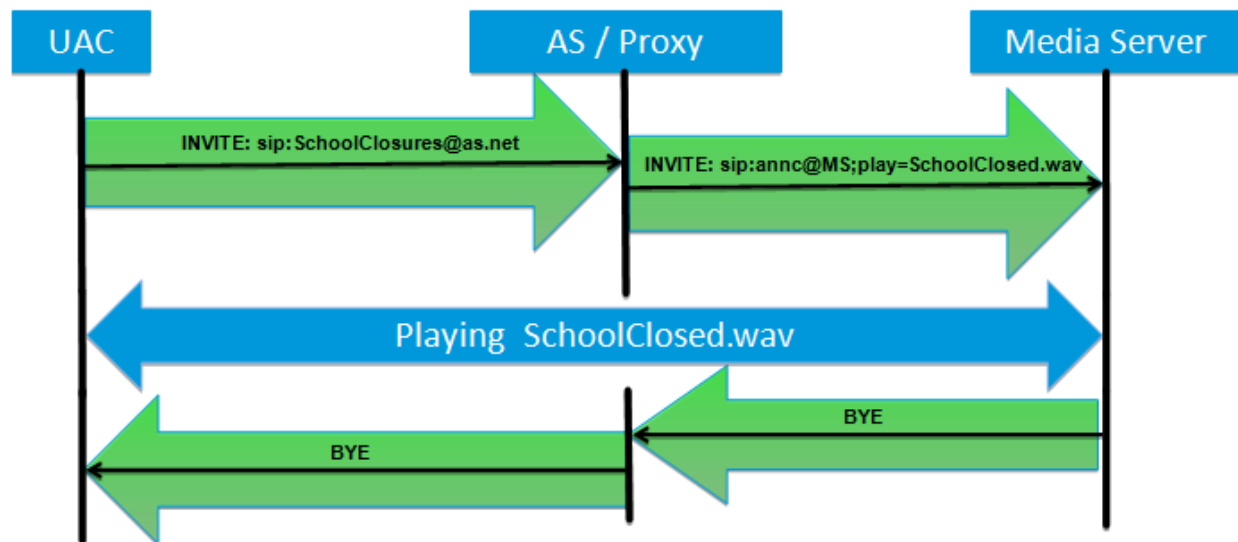 UAC
AS / Proxy
Media Server
INVITE: sip:SchoolClosures@as.net
INVITE: sip:annc@MS;play=SchoolClosed.wav
Playing SchoolClosed.wav
BYE
BYE